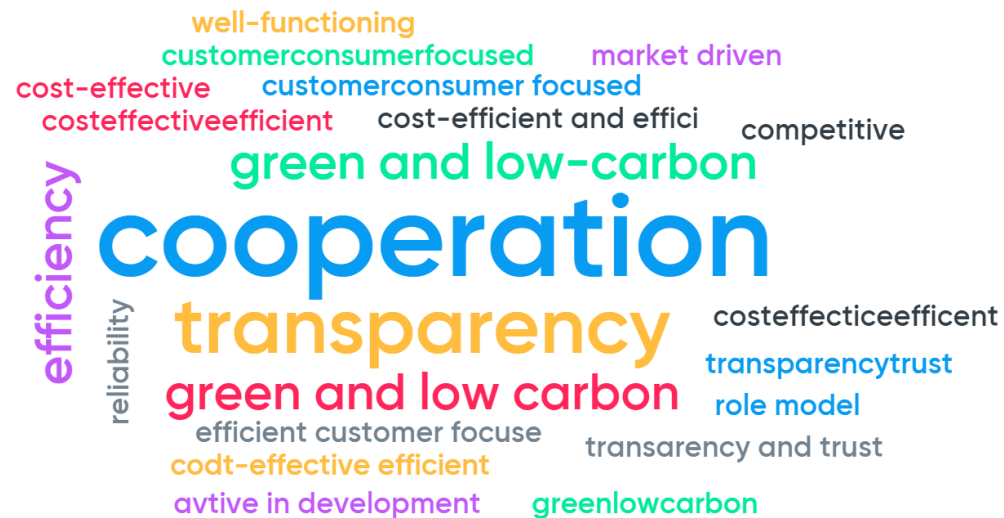 well-functioning
customerconsumerfocused
market driven
cost-effective
customerconsumer focused
costeffectiveefficient
cost-efficient and effici
competitive
green and low-carbon
efficiency
cooperation
reliability
transparency
costeffecticeefficent
transparencytrust
green and low carbon
role model
efficient customer focuse
transarency and trust
codt-effective efficient
avtive in development
greenlowcarbon